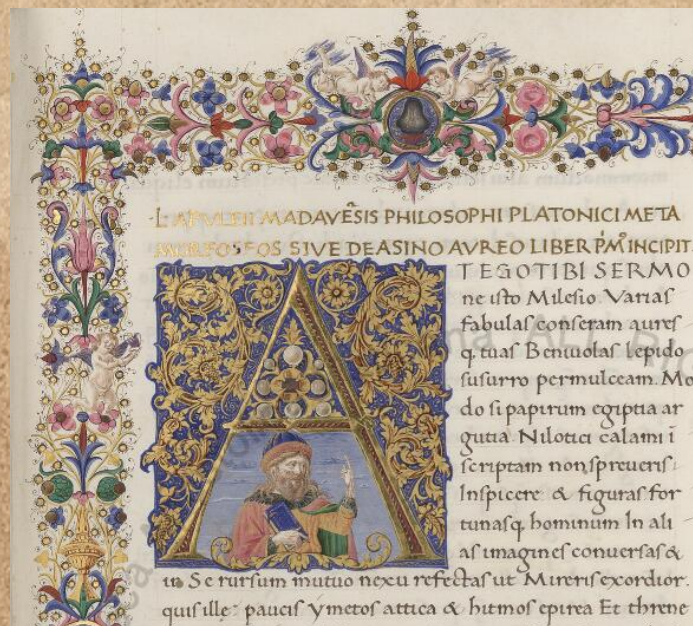 L·APVLEII MADAVẼSIS PHILOSOPHI PLATONICI META
MORFOSEOS SIVE DE ASINO AVREO LIBER PM̃ INCIPIT
A
T EGO TIBI SERMO
ne isto Milesio. Varias
fabulas conseram aures
q tuas Beniuolas lepido
susurro permulceam. Mo
do si papirum egiptia ar
gutia Nilotici calami ĩ
scriptam non spreueris
Inspicere & figuras for
tunasq hominum In ali
as imagines conuersas &
in Se rursum mutuo nexu refectas ut Mireris exordior.
quis ille: paucis Ymetos attica & hitmos epirea Et threne